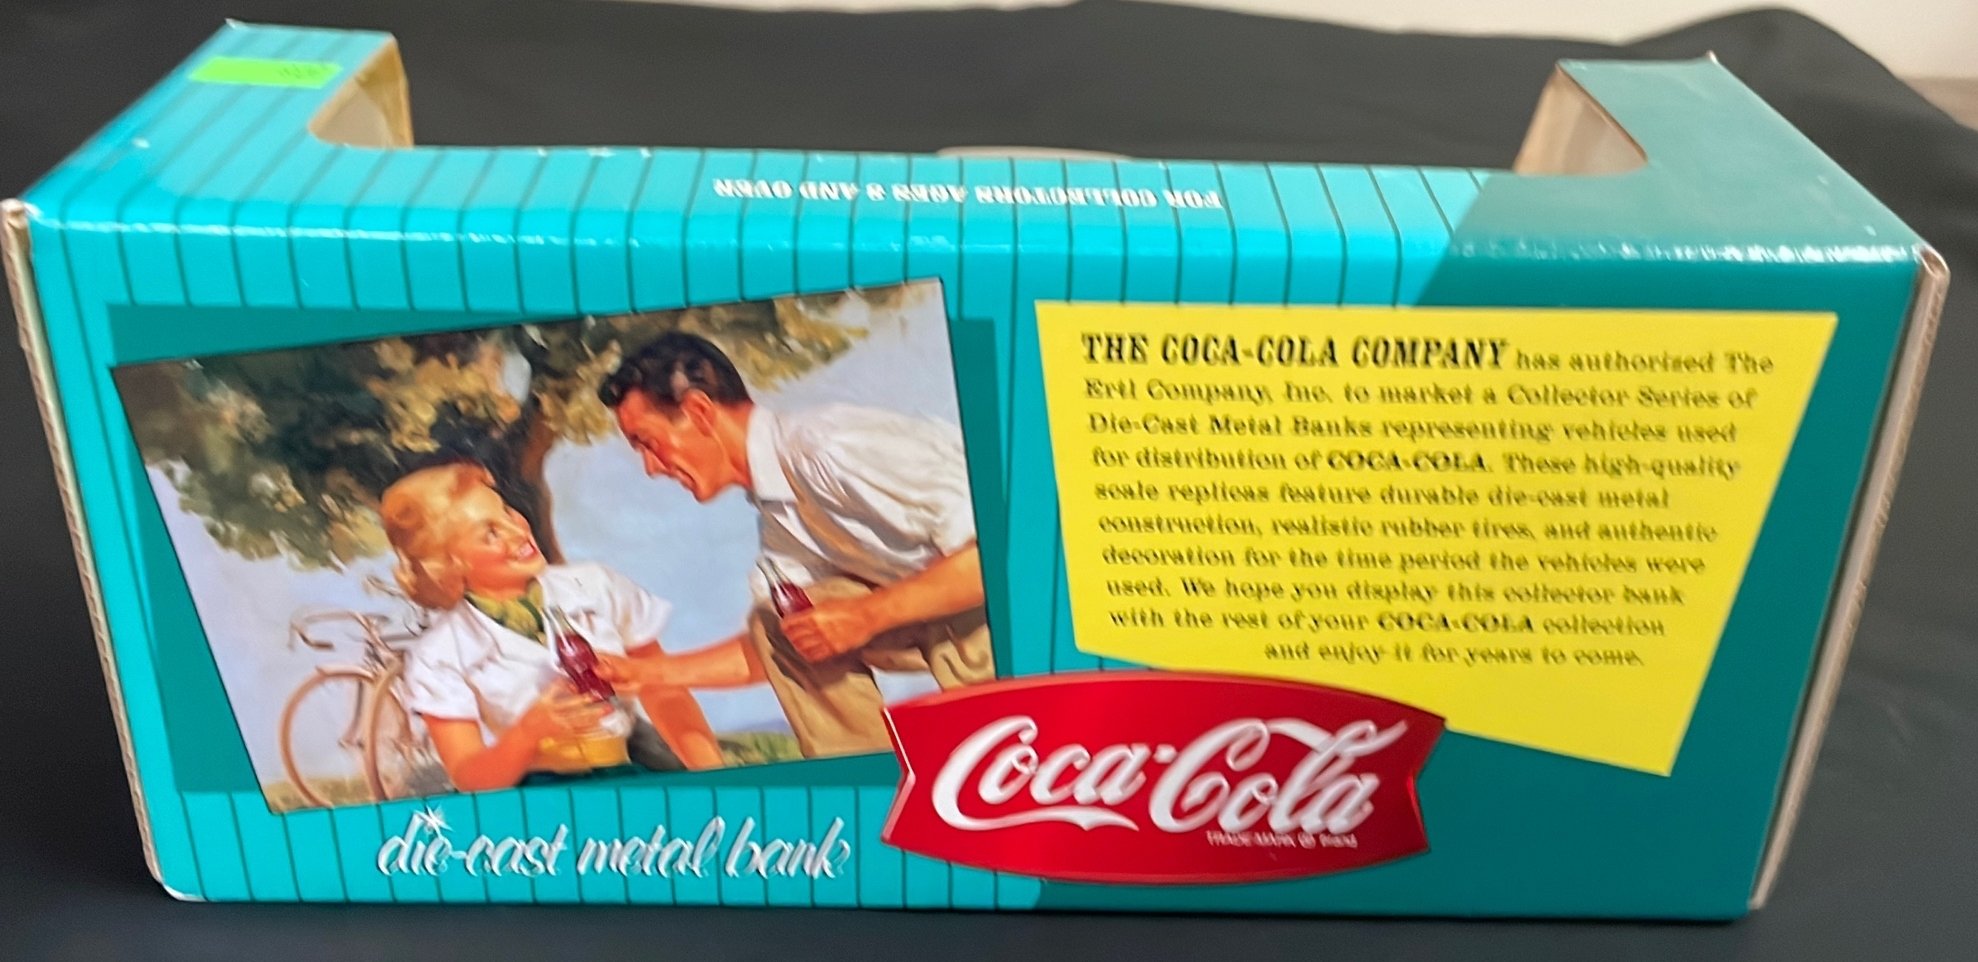 FOR COLLECTORS AGES 8 AND OVER
THE COCA-COLA COMPANY has authorized The
Ertl Company, Inc. to market a Collector Series of
Die-Cast Metal Banks representing vehicles used
for distribution of COCA-COLA. These high-quality
scale replicas feature durable die-cast metal
construction, realistic rubber tires, and authentic
decoration for the time period the vehicles were
used. We hope you display this collector bank
with the rest of your COCA-COLA collection
and enjoy it for years to come.
Coca-Cola
TRADE-MARK ®
die-cast metal bank